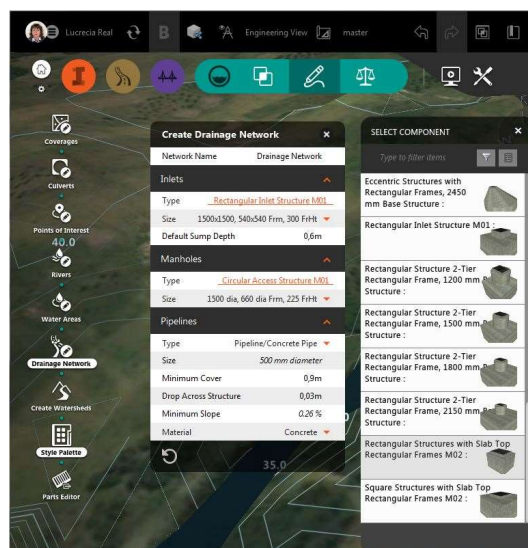 Lucrecia Real
B
A
Engineering View
master
Coverages
Culverts
Points of Interest
40.0
Rivers
Water Areas
Drainage Network
Create Watersheds
Style Palette
Parts Editor
Create Drainage Network ×
Network Name Drainage Network
Inlets
Type Rectangular Inlet Structure M01
Size 1500x1500, 540x540 Frm, 300 FrHt
Default Sump Depth 0,6m
Manholes
Type Circular Access Structure M01
Size 1500 dia, 660 dia Frm, 225 FrHt
Pipelines
Type Pipeline/Concrete Pipe
Size 500 mm diameter
Minimum Cover 0,9m
Drop Across Structure 0,03m
Minimum Slope 0.26 %
Material Concrete
35.0
SELECT COMPONENT ×
Type to filter items
Eccentric Structures with
Rectangular Frames, 2450
mm Base Structure :
Rectangular Inlet Structure M01 :
Rectangular Structure 2-Tier
Rectangular Frame, 1200 mm
Structure :
Rectangular Structure 2-Tier
Rectangular Frame, 1500 mm
Structure :
Rectangular Structure 2-Tier
Rectangular Frame, 1800 mm
Structure :
Rectangular Structure 2-Tier
Rectangular Frame, 2150 mm
Structure :
Rectangular Structures with Slab Top
Rectangular Frames M02 :
Square Structures with Slab Top
Rectangular Frames M02 :